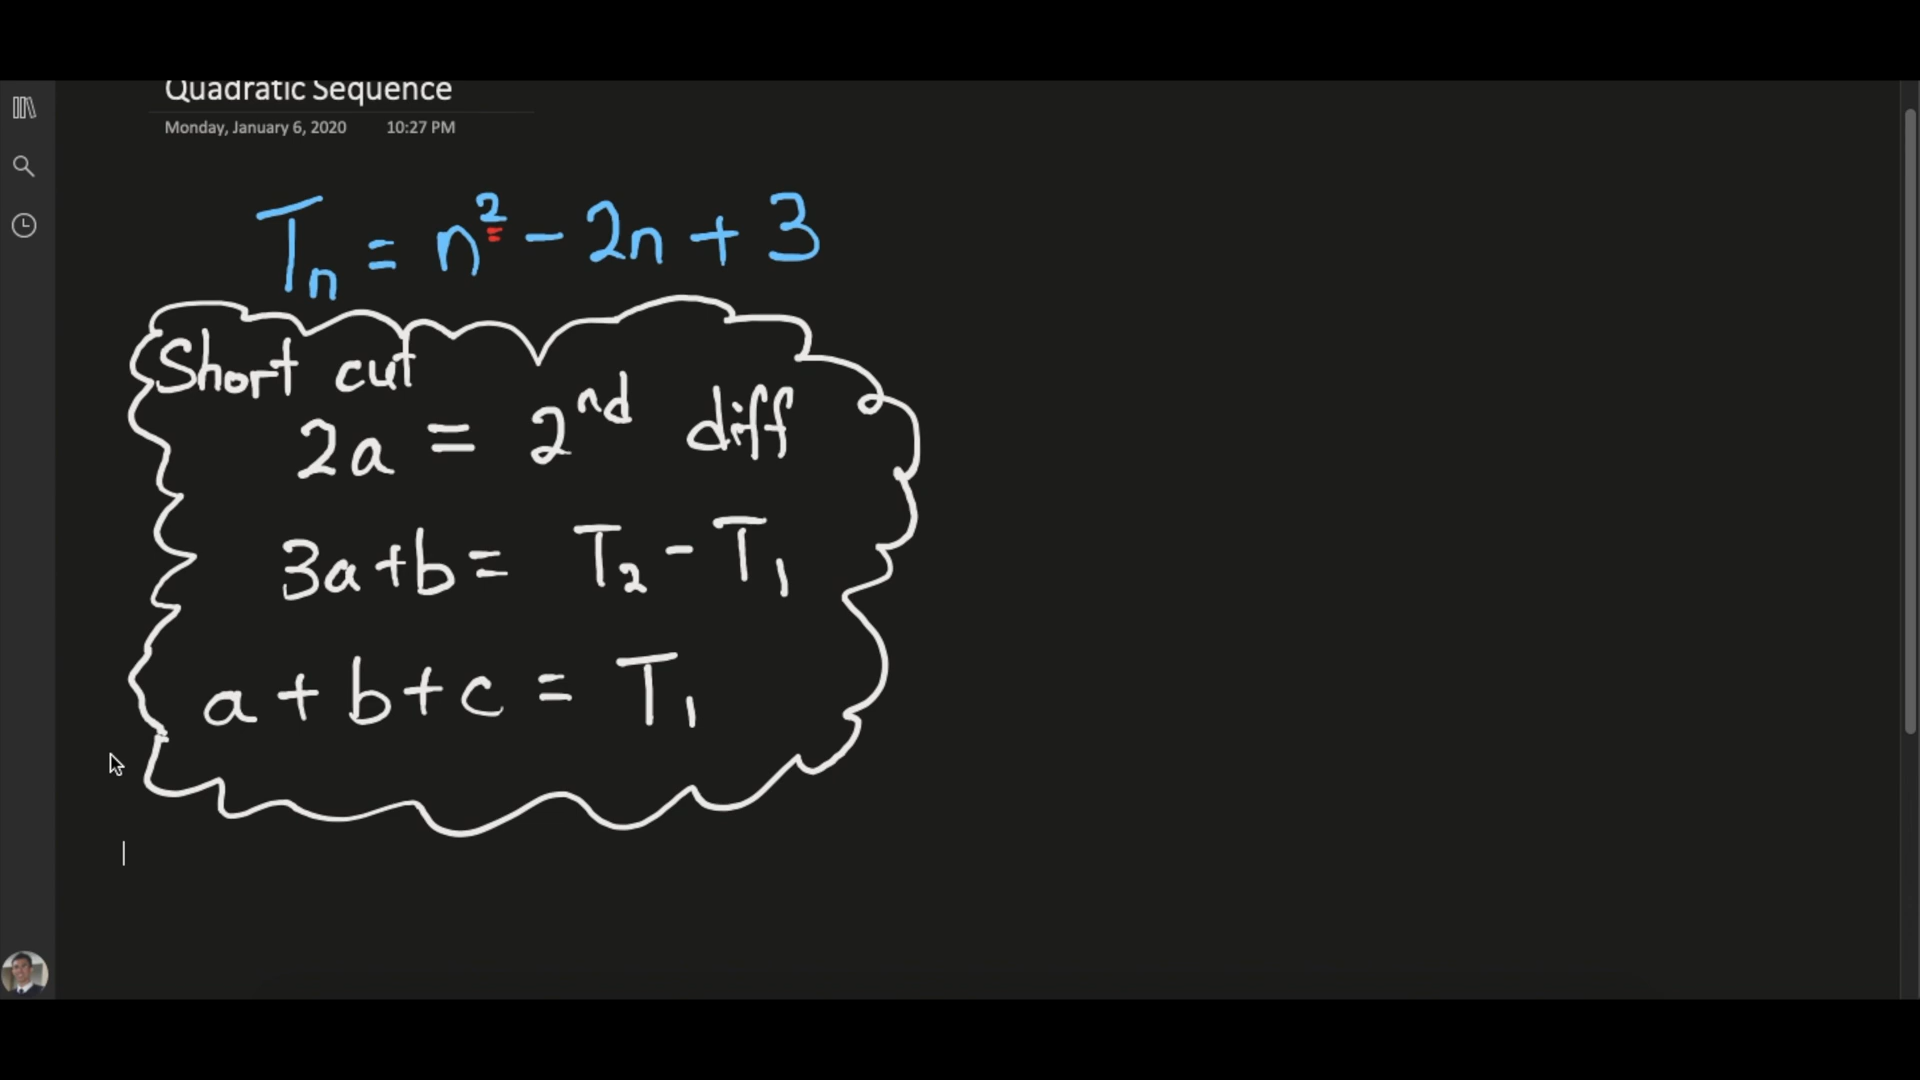 Quadratic Sequence
Monday, January 6, 2020 10:27 PM
Tₙ = n² - 2n + 3
Short cut
2a = 2ⁿᵈ diff
3a+b = T₂ - T₁
a + b + c = T₁